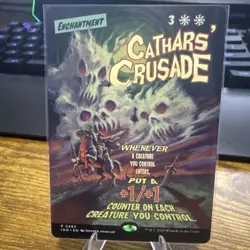 ENCHANTMENT
3
CATHARS'
CRUSADE
WHENEVER
A CREATURE
YOU CONTROL
ENTERS,
PUT A
+1/+1
COUNTER ON EACH
CREATURE YOU CONTROL.